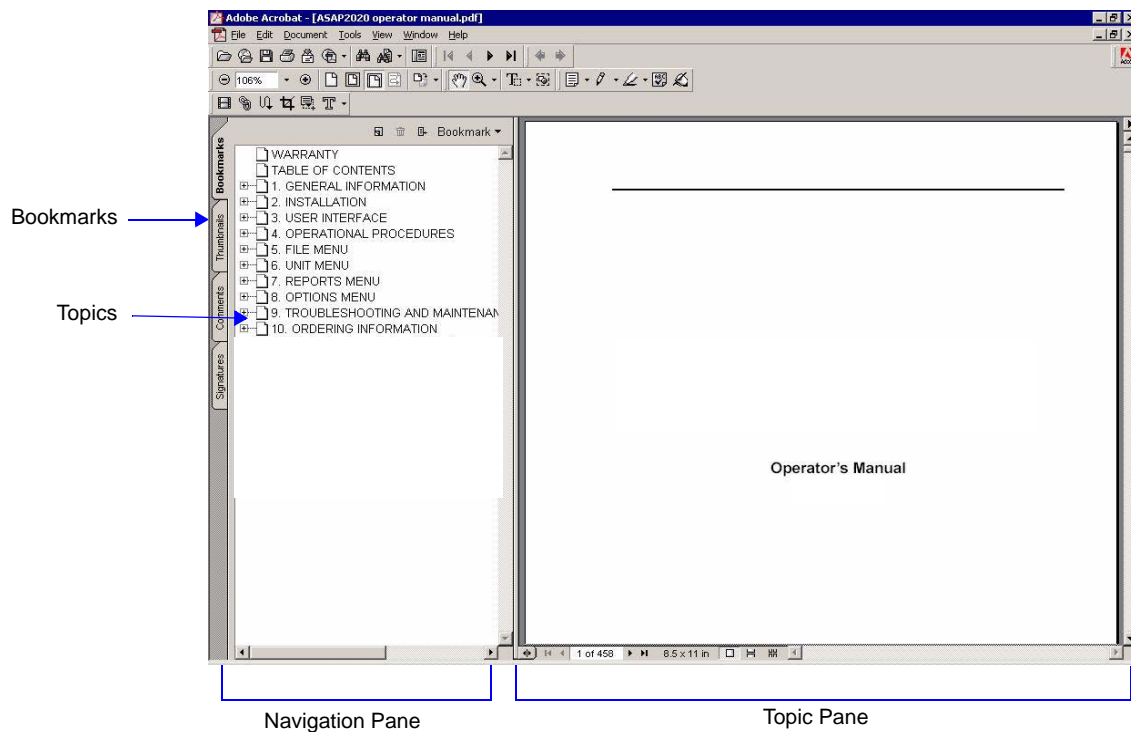 Adobe Acrobat - [ASAP2020 operator manual.pdf]
File Edit Document Tools View Window Help
106%
Bookmark
Bookmarks
Thumbnails
Comments
Signatures
WARRANTY
TABLE OF CONTENTS
1. GENERAL INFORMATION
2. INSTALLATION
3. USER INTERFACE
4. OPERATIONAL PROCEDURES
5. FILE MENU
6. UNIT MENU
7. REPORTS MENU
8. OPTIONS MENU
9. TROUBLESHOOTING AND MAINTENAN
10. ORDERING INFORMATION
Bookmarks
Topics
Operator's Manual
1 of 458
8.5 x 11 in
Navigation Pane
Topic Pane